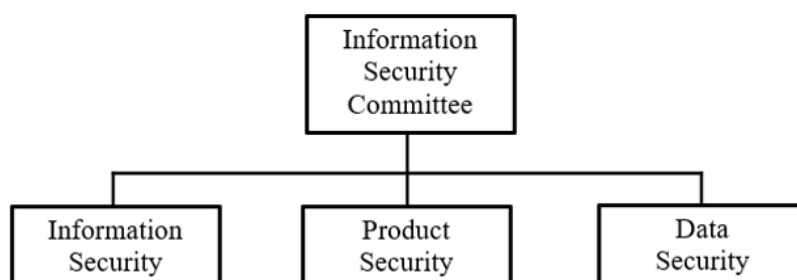 Information
Security
Committee
Information
Security
Product
Security
Data
Security